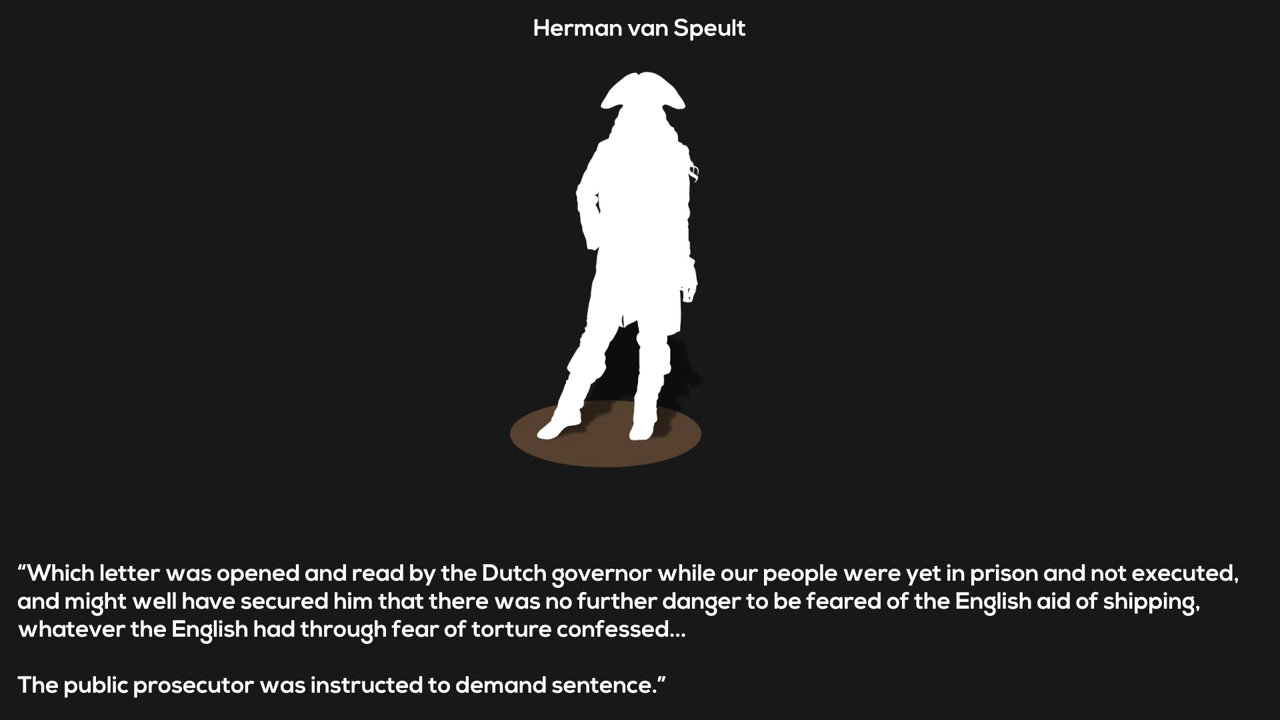 Herman van Speult
“Which letter was opened and read by the Dutch governor while our people were yet in prison and not executed,
and might well have secured him that there was no further danger to be feared of the English aid of shipping,
whatever the English had through fear of torture confessed...
The public prosecutor was instructed to demand sentence.”